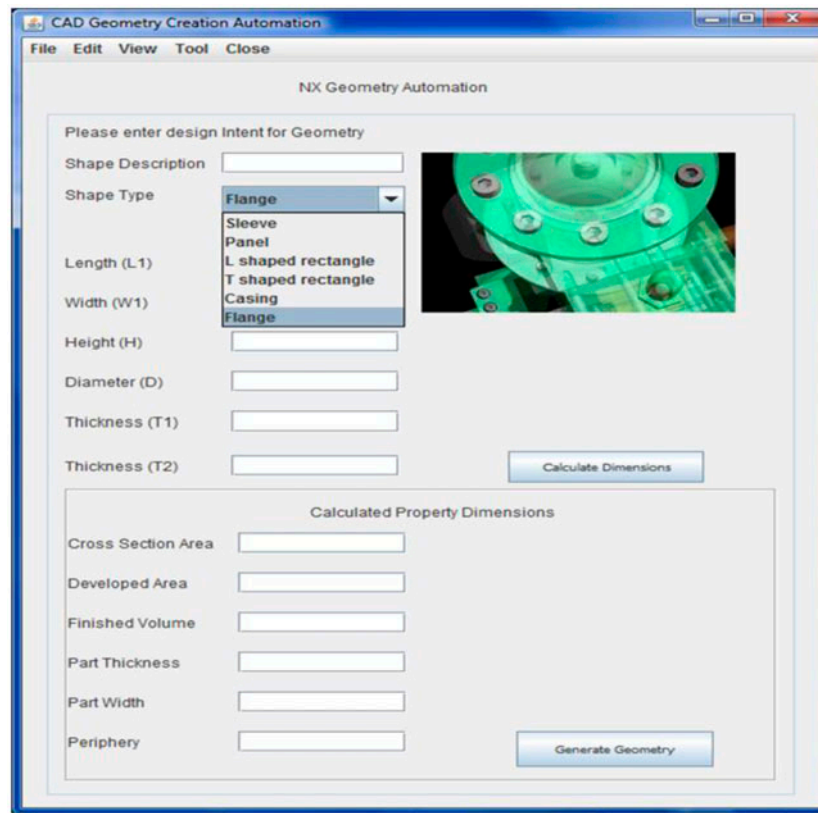 CAD Geometry Creation Automation
File Edit View Tool Close
NX Geometry Automation
Please enter design Intent for Geometry
Shape Description
Shape Type Flange
Sleeve
Panel
L shaped rectangle
T shaped rectangle
Casing
Flange
Length (L1)
Width (W1)
Height (H)
Diameter (D)
Thickness (T1)
Thickness (T2) Calculate Dimensions
Calculated Property Dimensions
Cross Section Area
Developed Area
Finished Volume
Part Thickness
Part Width
Periphery Generate Geometry